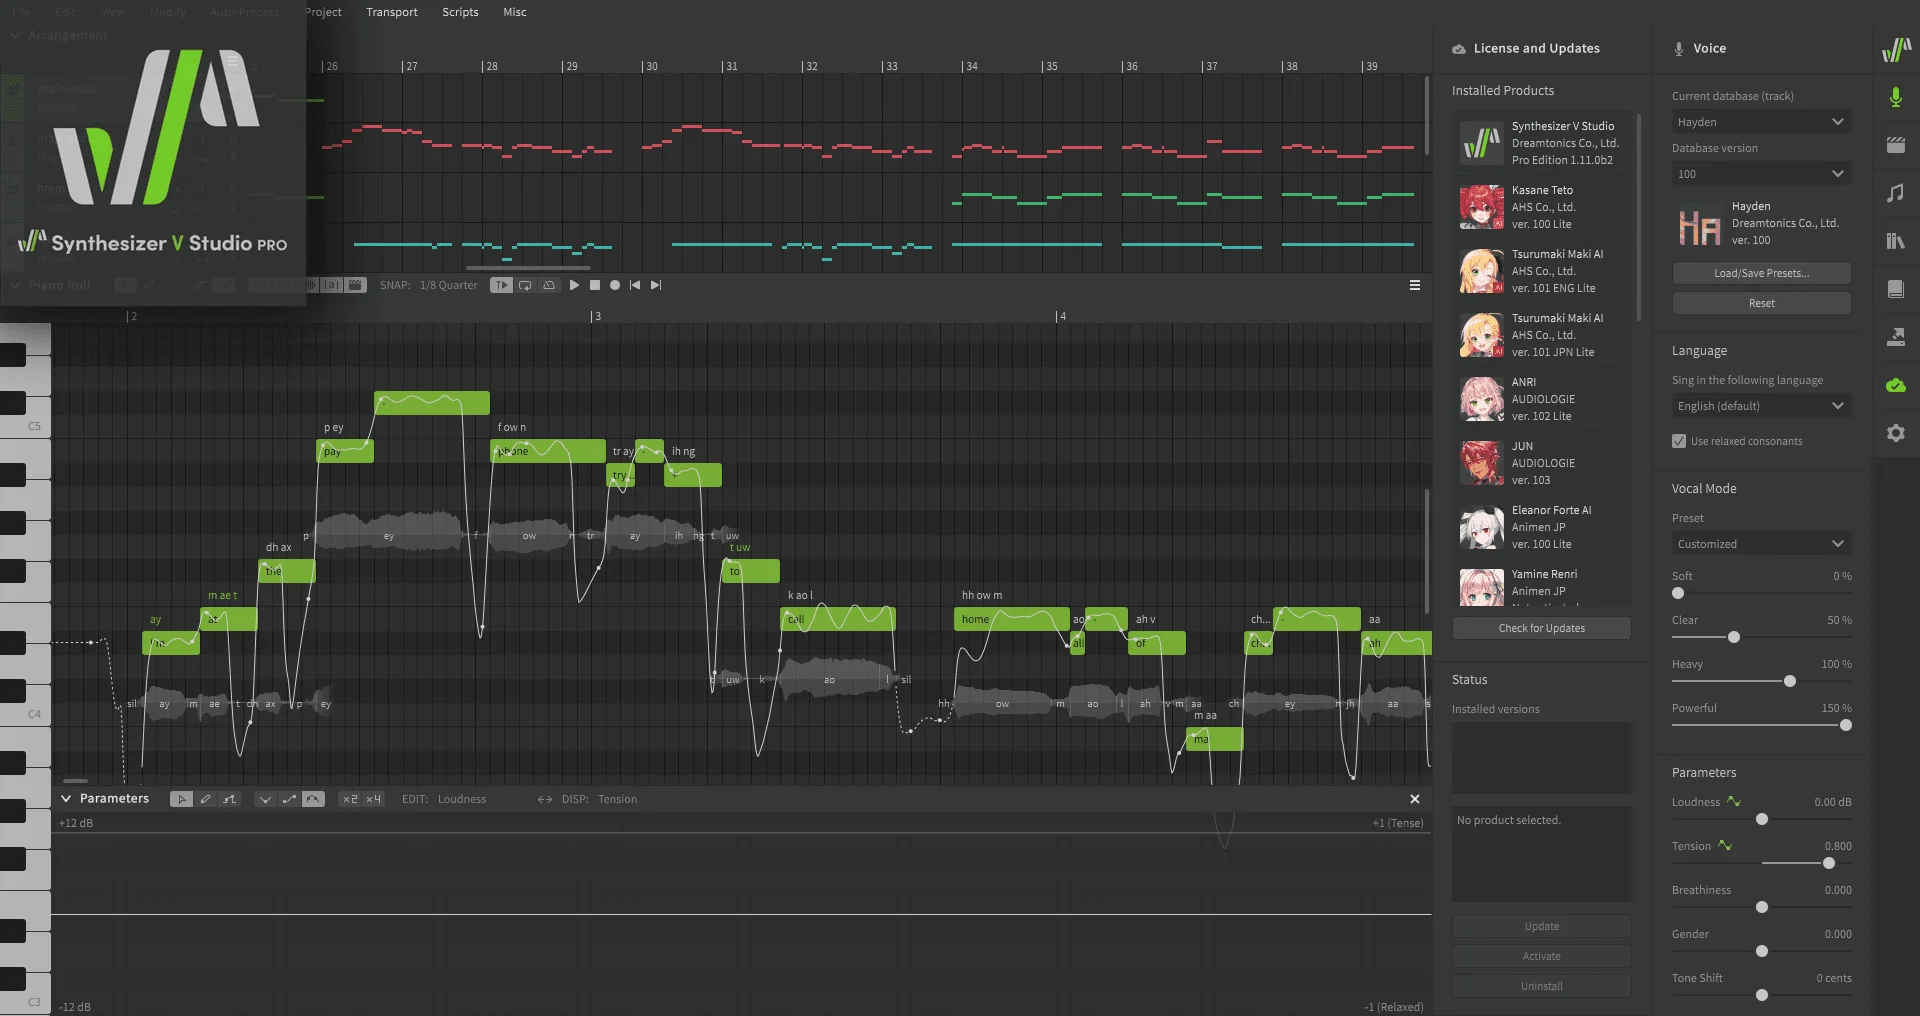 File Edit View Modify Auto-Process Project Transport Scripts Misc
Arrangement
Synthesizer V Studio PRO
26 27 28 29 30 31 32 33 34 35 36 37 38 39
Piano Roll
SNAP: 1/8 Quarter
2 3 4
C5
C4
C3
p ey
f ow n
tr ay
ih ng
pay
phone
try
dh ax
the
p ey f ow n tr ay ih ng t uw
t uw
to
m ae t
ay
k ao l
call
hh ow m
home
ao
all
ah v
of
ch...
aa
ah
uw k ao l sil
sil ay m ae t dh ax p ey
hh ow m ao l ah v m aa ch ey n jh aa s
m aa
ma
Parameters
×2 ×4
EDIT: Loudness
DISP: Tension
+12 dB
+1 (Tense)
-12 dB
-1 (Relaxed)
License and Updates
Installed Products
Synthesizer V Studio
Dreamtonics Co., Ltd.
Pro Edition 1.11.0b2
Kasane Teto
AHS Co., Ltd.
ver. 100 Lite
Tsurumaki Maki AI
AHS Co., Ltd.
ver. 101 ENG Lite
Tsurumaki Maki AI
AHS Co., Ltd.
ver. 101 JPN Lite
ANRI
AUDIOLOGIE
ver. 102 Lite
JUN
AUDIOLOGIE
ver. 103
Eleanor Forte AI
Animen JP
ver. 100 Lite
Yamine Renri
Animen JP
Check for Updates
Status
Installed versions
No product selected.
Update
Activate
Uninstall
Voice
Current database (track)
Hayden
Database version
100
HA
Hayden
Dreamtonics Co., Ltd.
ver. 100
Load/Save Presets...
Reset
Language
Sing in the following language
English (default)
Use relaxed consonants
Vocal Mode
Preset
Customized
Soft 0 %
Clear 50 %
Heavy 100 %
Powerful 150 %
Parameters
Loudness 0.00 dB
Tension 0.800
Breathiness 0.000
Gender 0.000
Tone Shift 0 cents